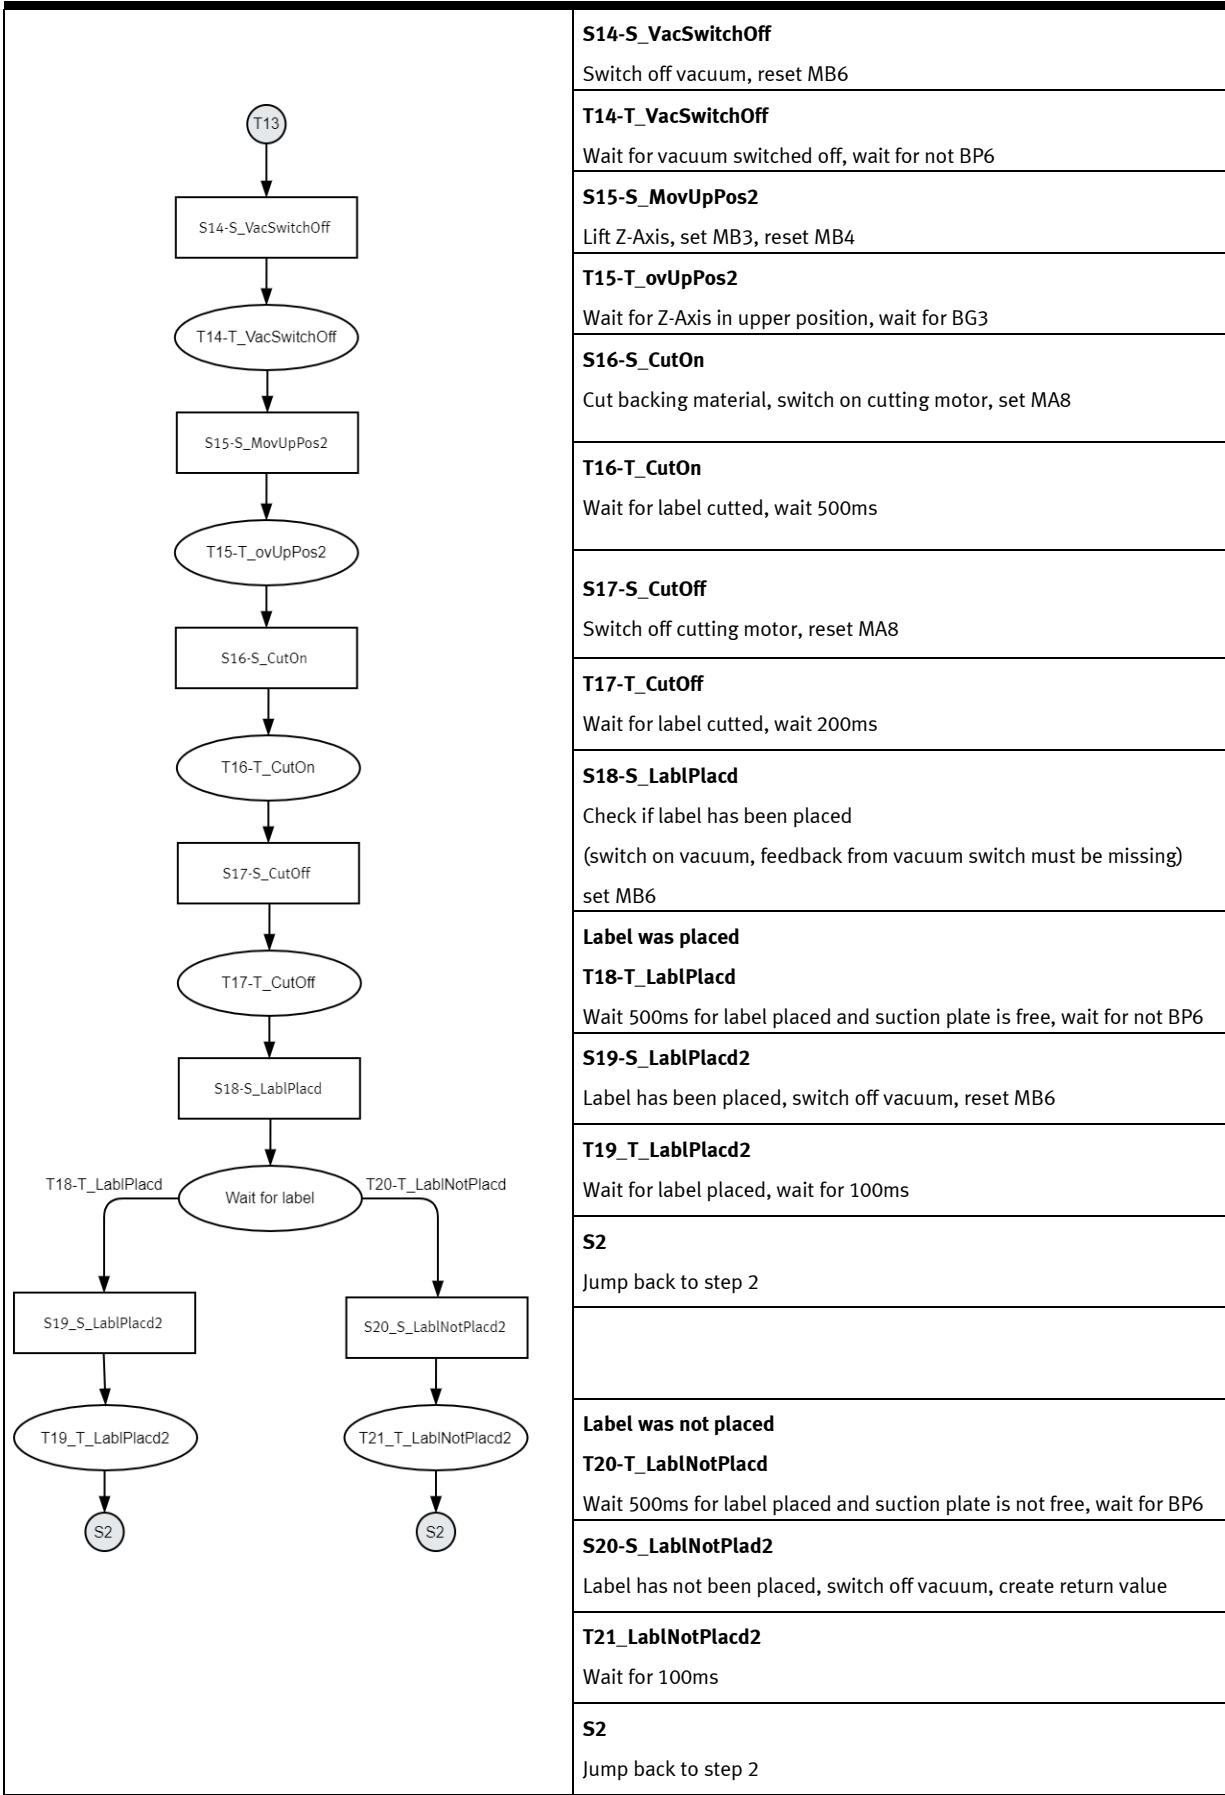 T13
S14-S_VacSwitchOff
T14-T_VacSwitchOff
S15-S_MovUpPos2
T15-T_ovUpPos2
S16-S_CutOn
T16-T_CutOn
S17-S_CutOff
T17-T_CutOff
S18-S_LablPlacd
T18-T_LablPlacd
Wait for label
T20-T_LablNotPlacd
S19_S_LablPlacd2
S20_S_LablNotPlacd2
T19_T_LablPlacd2
T21_T_LablNotPlacd2
S2
S2
S14-S_VacSwitchOff
Switch off vacuum, reset MB6
T14-T_VacSwitchOff
Wait for vacuum switched off, wait for not BP6
S15-S_MovUpPos2
Lift Z-Axis, set MB3, reset MB4
T15-T_ovUpPos2
Wait for Z-Axis in upper position, wait for BG3
S16-S_CutOn
Cut backing material, switch on cutting motor, set MA8
T16-T_CutOn
Wait for label cutted, wait 500ms
S17-S_CutOff
Switch off cutting motor, reset MA8
T17-T_CutOff
Wait for label cutted, wait 200ms
S18-S_LablPlacd
Check if label has been placed
(switch on vacuum, feedback from vacuum switch must be missing)
set MB6
Label was placed
T18-T_LablPlacd
Wait 500ms for label placed and suction plate is free, wait for not BP6
S19-S_LablPlacd2
Label has been placed, switch off vacuum, reset MB6
T19_T_LablPlacd2
Wait for label placed, wait for 100ms
S2
Jump back to step 2
Label was not placed
T20-T_LablNotPlacd
Wait 500ms for label placed and suction plate is not free, wait for BP6
S20-S_LablNotPlad2
Label has not been placed, switch off vacuum, create return value
T21_LablNotPlacd2
Wait for 100ms
S2
Jump back to step 2